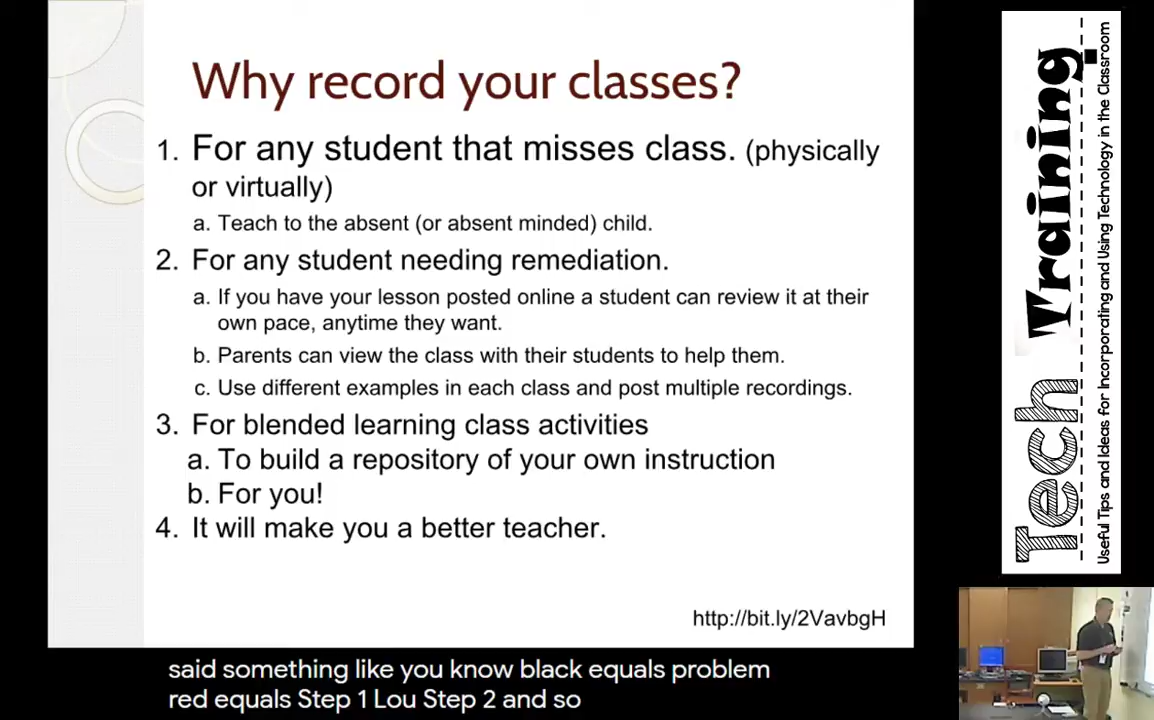 Why record your classes?
1. For any student that misses class. (physically
or virtually)
a. Teach to the absent (or absent minded) child.
2. For any student needing remediation.
a. If you have your lesson posted online a student can review it at their
own pace, anytime they want.
b. Parents can view the class with their students to help them.
c. Use different examples in each class and post multiple recordings.
3. For blended learning class activities
a. To build a repository of your own instruction
b. For you!
4. It will make you a better teacher.
http://bit.ly/2VavbgH
said something like you know black equals problem
red equals Step 1 Lou Step 2 and so
Tech Training
Useful Tips and Ideas for Incorporating and Using Technology in the Classroom